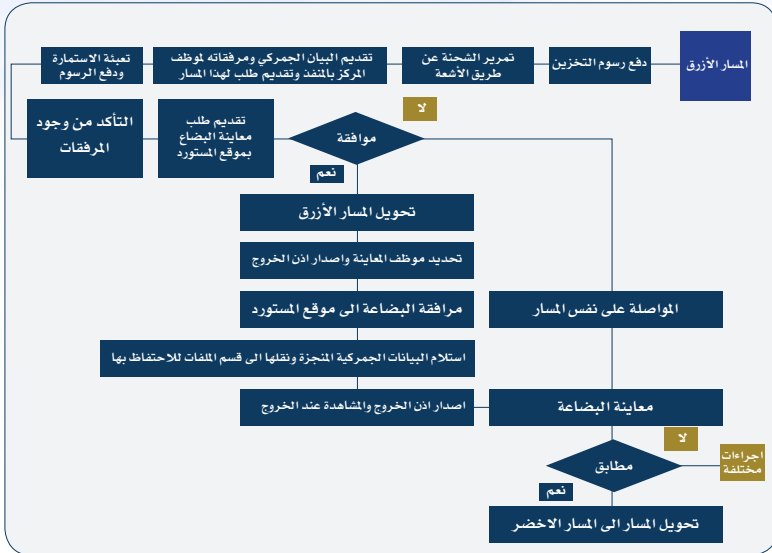 المسار الأزرق
دفع رسوم التخزين
تمرير الشحنة عن
طريق الأشعة
تقديم البيان الجمركي ومرفقاته لموظف
المركز بالمنفذ وتقديم طلب لهذا المسار
تعبئة الاستمارة
ودفع الرسوم
التأكد من وجود
المرفقات
تقديم طلب
معاينة البضاع
بموقع المستورد
موافقة
لا
نعم
تحويل المسار الأزرق
تحديد موظف المعاينة واصدار اذن الخروج
مرافقة البضاعة الى موقع المستورد
المواصلة على نفس المسار
استلام البيانات الجمركية المنجزة ونقلها الى قسم الملفات للاحتفاظ بها
اصدار اذن الخروج والمشاهدة عند الخروج
معاينة البضاعة
لا
مطابق
اجراءات
مختلفة
نعم
تحويل المسار الى المسار الاخضر